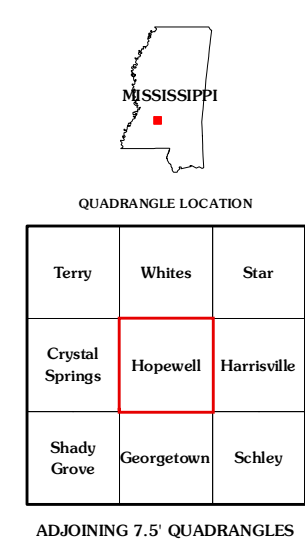 MISSISSIPPI
QUADRANGLE LOCATION
Terry
Whites
Star
Crystal
Springs
Hopewell
Harrisville
Shady
Grove
Georgetown
Schley
ADJOINING 7.5' QUADRANGLES